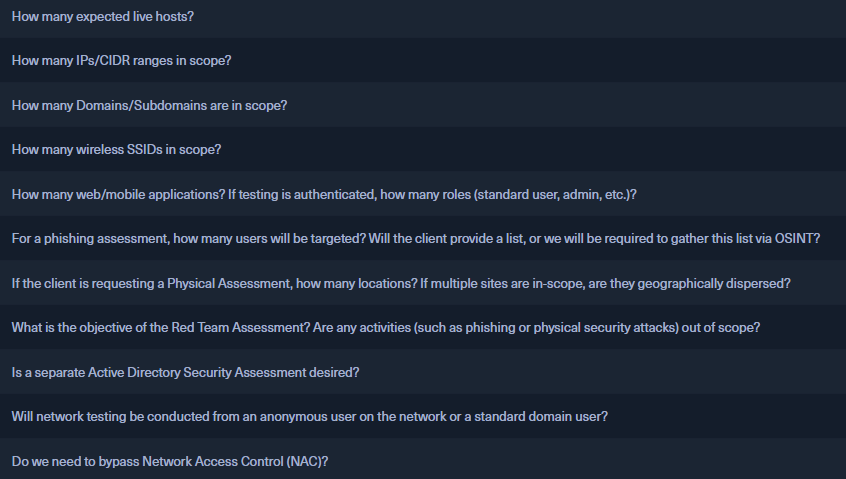 How many expected live hosts?
How many IPs/CIDR ranges in scope?
How many Domains/Subdomains are in scope?
How many wireless SSIDs in scope?
How many web/mobile applications? If testing is authenticated, how many roles (standard user, admin, etc.)?
For a phishing assessment, how many users will be targeted? Will the client provide a list, or we will be required to gather this list via OSINT?
If the client is requesting a Physical Assessment, how many locations? If multiple sites are in-scope, are they geographically dispersed?
What is the objective of the Red Team Assessment? Are any activities (such as phishing or physical security attacks) out of scope?
Is a separate Active Directory Security Assessment desired?
Will network testing be conducted from an anonymous user on the network or a standard domain user?
Do we need to bypass Network Access Control (NAC)?